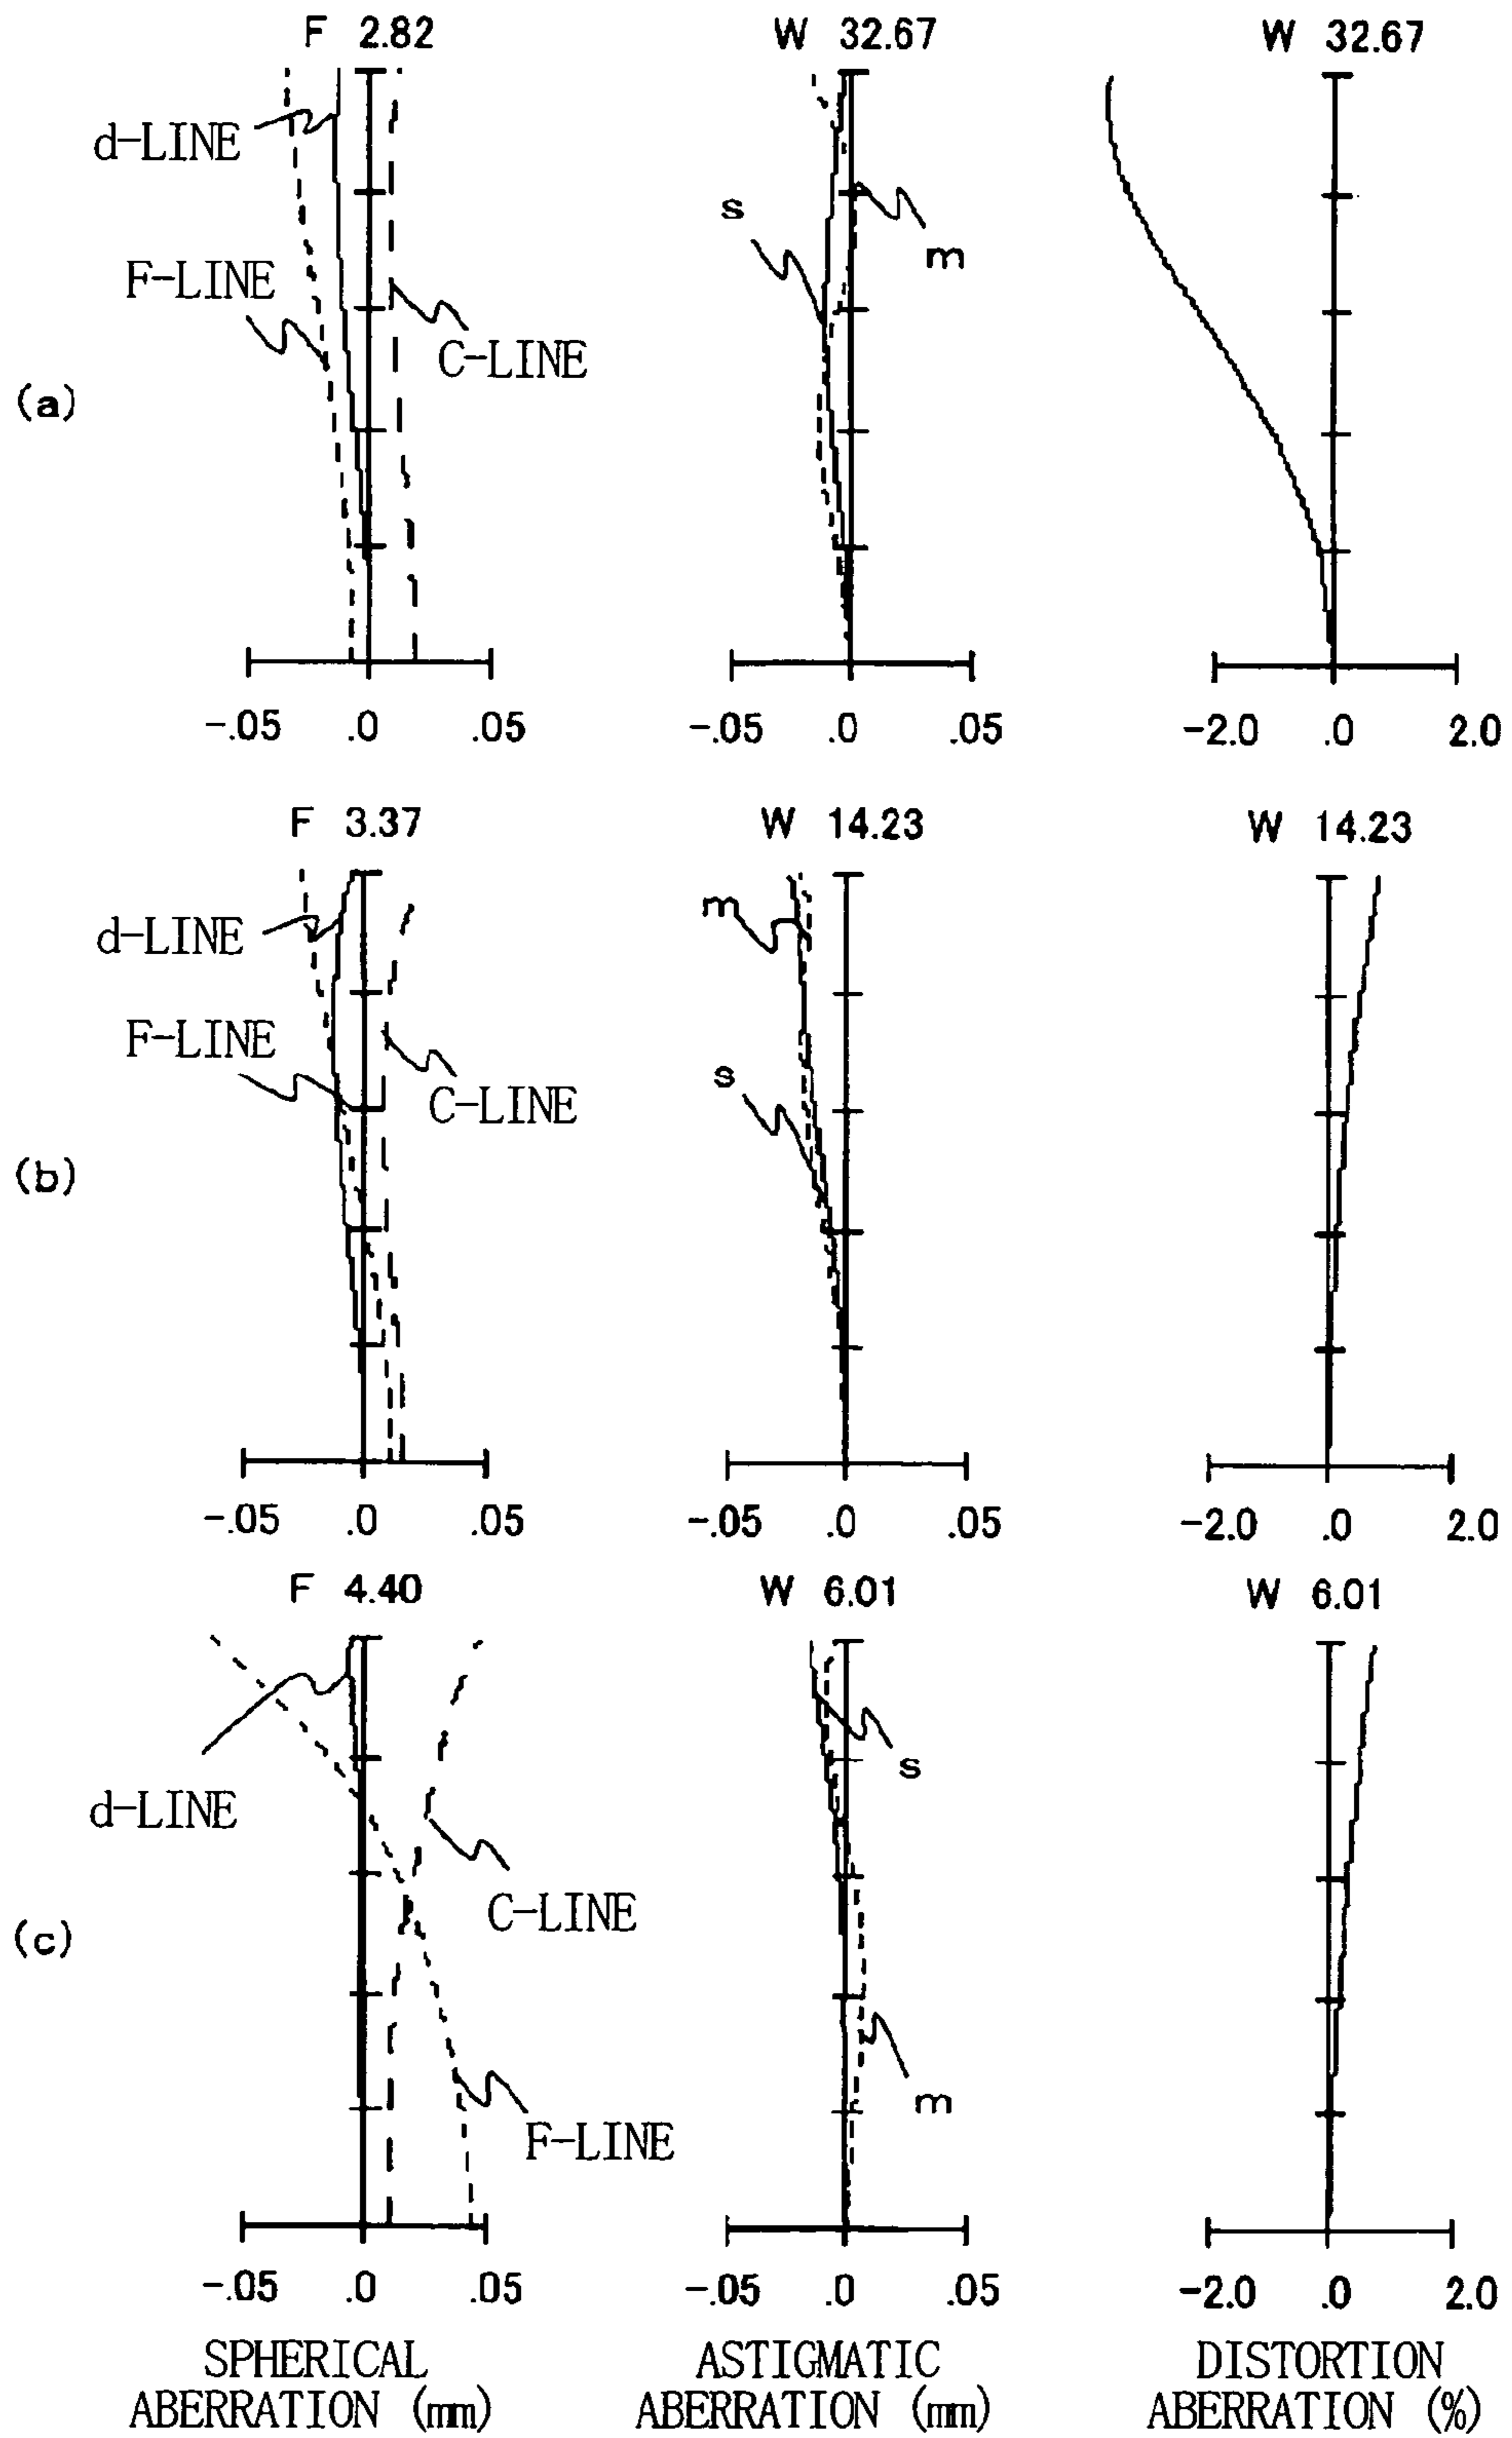 F 2.82 W 32.67 W 32.67
d-LINE
s
m
F-LINE
C-LINE
(a)
-.05 .0 .05 -.05 .0 .05 -2.0 .0 2.0
F 3.37 W 14.23 W 14.23
m
d-LINE
F-LINE
s
C-LINE
(b)
-.05 .0 .05 -.05 .0 .05 -2.0 .0 2.0
F 4.40 W 6.01 W 6.01
s
d-LINE
C-LINE
(c)
m
F-LINE
-.05 .0 .05 -.05 .0 .05 -2.0 .0 2.0
SPHERICAL ASTIGMATIC DISTORTION
ABERRATION (mm) ABERRATION (mm) ABERRATION (%)